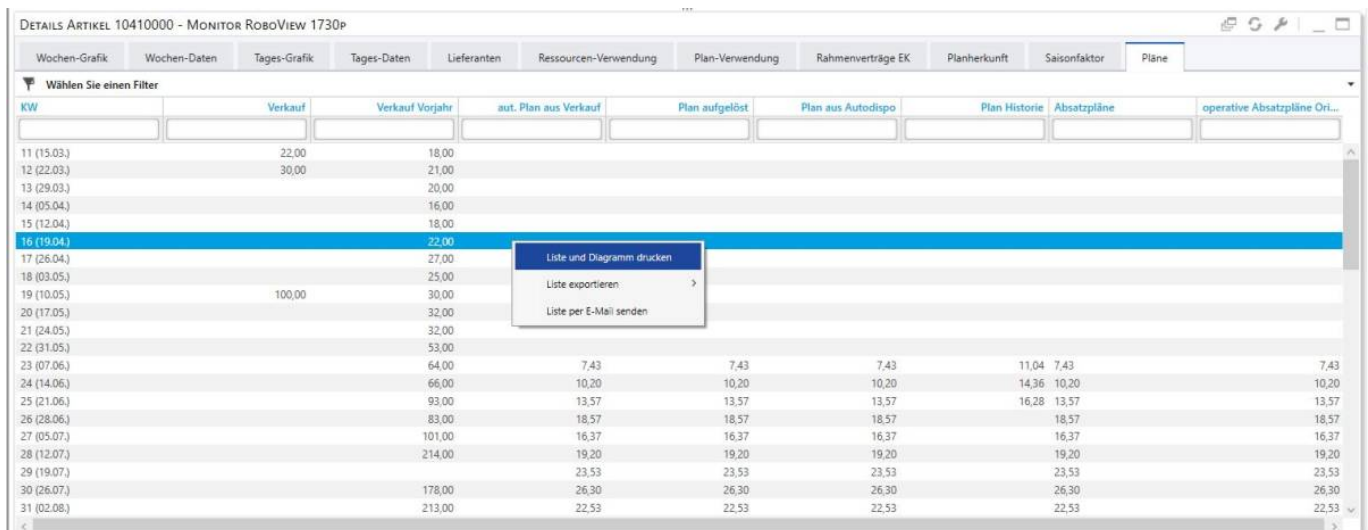 DETAILS ARTIKEL 10410000 - MONITOR ROBOVIEW 1730P
Wochen-Grafik Wochen-Daten Tages-Grafik Tages-Daten Lieferanten Ressourcen-Verwendung Plan-Verwendung Rahmenverträge EK Planherkunft Saisonfaktor Pläne
Wählen Sie einen Filter
KW Verkauf Verkauf Vorjahr aut. Plan aus Verkauf Plan aufgelöst Plan aus Autodispo Plan Historie Absatzpläne operative Absatzpläne Ori...
11 (15.03.) 22,00 18,00
12 (22.03.) 30,00 21,00
13 (29.03.) 20,00
14 (05.04.) 16,00
15 (12.04.) 18,00
16 (19.04.) 22,00
17 (26.04.) 27,00 Liste und Diagramm drucken
18 (03.05.) 25,00
Liste exportieren
19 (10.05.) 100,00 30,00
20 (17.05.) 32,00 Liste per E-Mail senden
21 (24.05.) 32,00
22 (31.05.) 53,00
23 (07.06.) 64,00 7,43 7,43 7,43 11,04 7,43 7,43
24 (14.06.) 66,00 10,20 10,20 10,20 14,36 10,20 10,20
25 (21.06.) 93,00 13,57 13,57 13,57 16,28 13,57 13,57
26 (28.06.) 83,00 18,57 18,57 18,57 18,57 18,57
27 (05.07.) 101,00 16,37 16,37 16,37 16,37 16,37
28 (12.07.) 214,00 19,20 19,20 19,20 19,20 19,20
29 (19.07.) 23,53 23,53 23,53 23,53 23,53
30 (26.07.) 178,00 26,30 26,30 26,30 26,30 26,30
31 (02.08.) 213,00 22,53 22,53 22,53 22,53 22,53